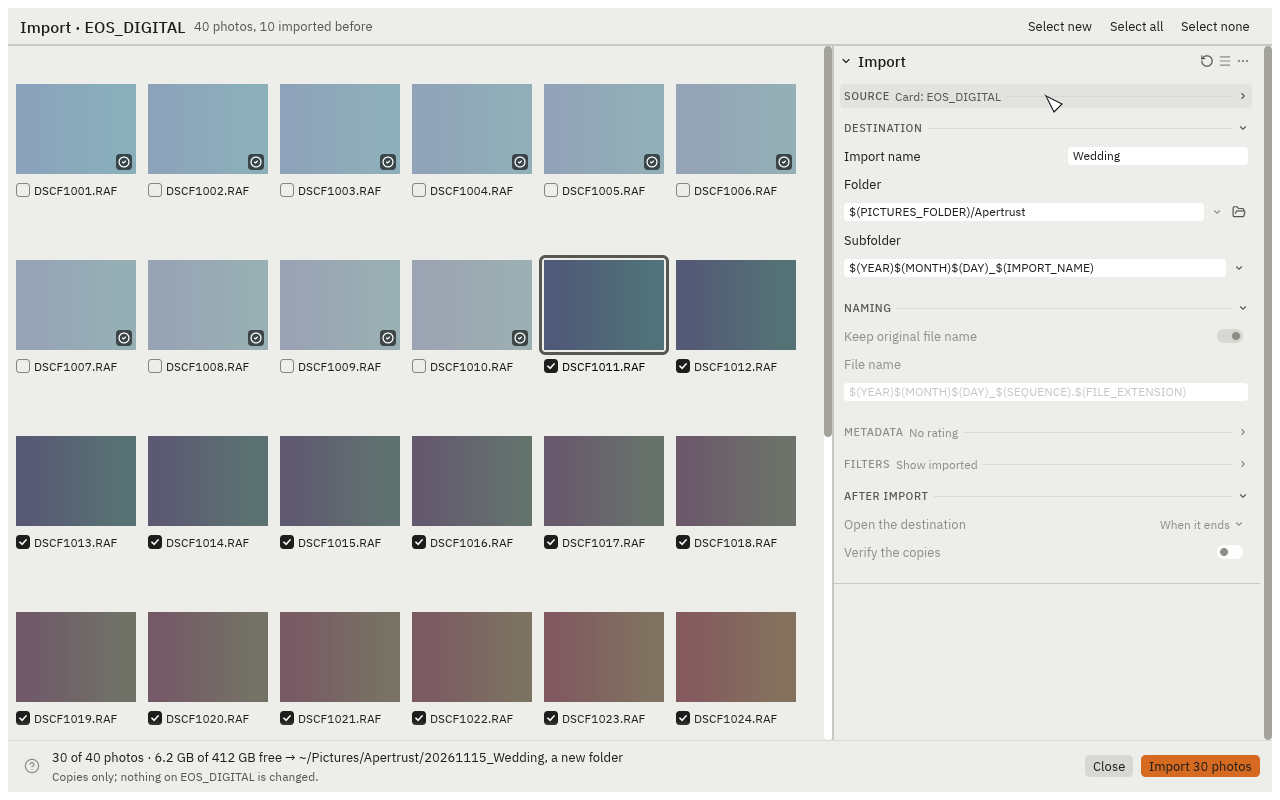 Import · EOS_DIGITAL 40 photos, 10 imported before Select new Select all Select none
DSCF1001.RAF DSCF1002.RAF DSCF1003.RAF DSCF1004.RAF DSCF1005.RAF DSCF1006.RAF
DSCF1007.RAF DSCF1008.RAF DSCF1009.RAF DSCF1010.RAF DSCF1011.RAF DSCF1012.RAF
DSCF1013.RAF DSCF1014.RAF DSCF1015.RAF DSCF1016.RAF DSCF1017.RAF DSCF1018.RAF
DSCF1019.RAF DSCF1020.RAF DSCF1021.RAF DSCF1022.RAF DSCF1023.RAF DSCF1024.RAF
Import
SOURCE Card: EOS_DIGITAL
DESTINATION
Import name Wedding
Folder
$(PICTURES_FOLDER)/Apertrust
Subfolder
$(YEAR)$(MONTH)$(DAY)_$(IMPORT_NAME)
NAMING
Keep original file name
File name
$(YEAR)$(MONTH)$(DAY)_$(SEQUENCE).$(FILE_EXTENSION)
METADATA No rating
FILTERS Show imported
AFTER IMPORT
Open the destination When it ends
Verify the copies
30 of 40 photos · 6.2 GB of 412 GB free → ~/Pictures/Apertrust/20261115_Wedding, a new folder
Copies only; nothing on EOS_DIGITAL is changed.
Close Import 30 photos